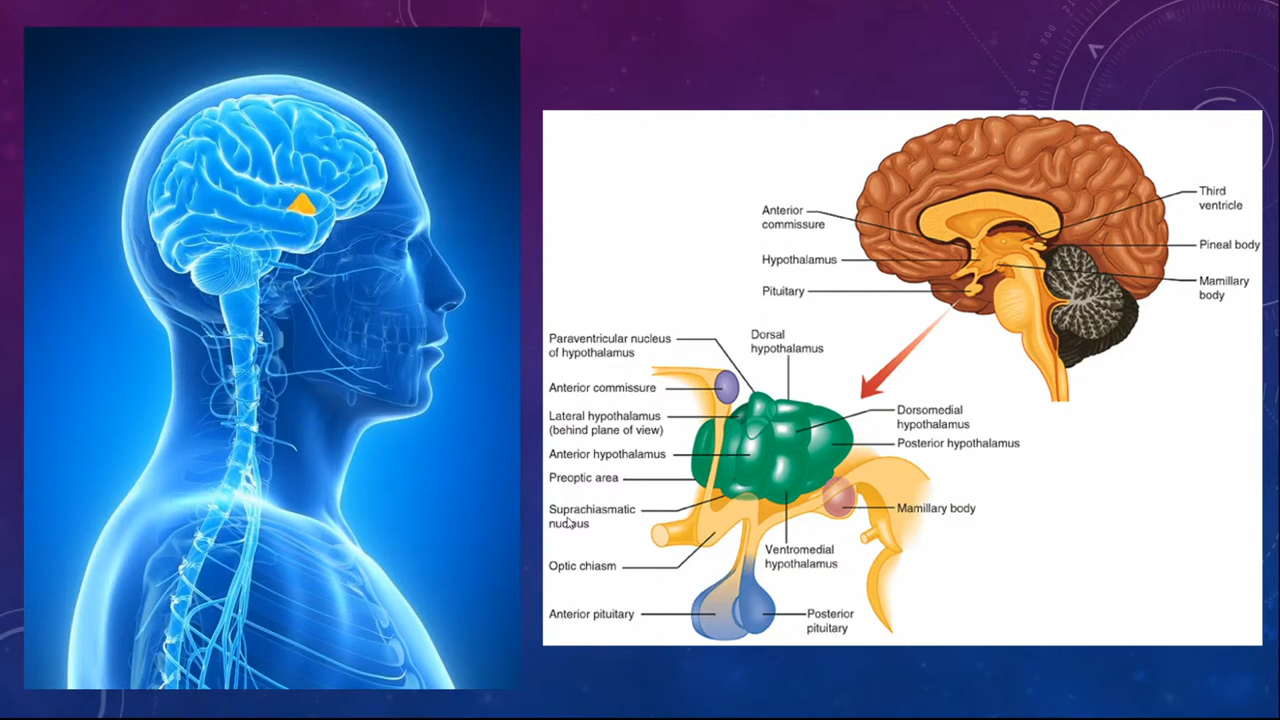 Anterior
commissure
Hypothalamus
Pituitary
Third
ventricle
Pineal body
Mamillary
body
Paraventricular nucleus
of hypothalamus
Anterior commissure
Lateral hypothalamus
(behind plane of view)
Anterior hypothalamus
Preoptic area
Suprachiasmatic
nucleus
Optic chiasm
Anterior pituitary
Dorsal
hypothalamus
Dorsomedial
hypothalamus
Posterior hypothalamus
Mamillary body
Ventromedial
hypothalamus
Posterior
pituitary
190 200